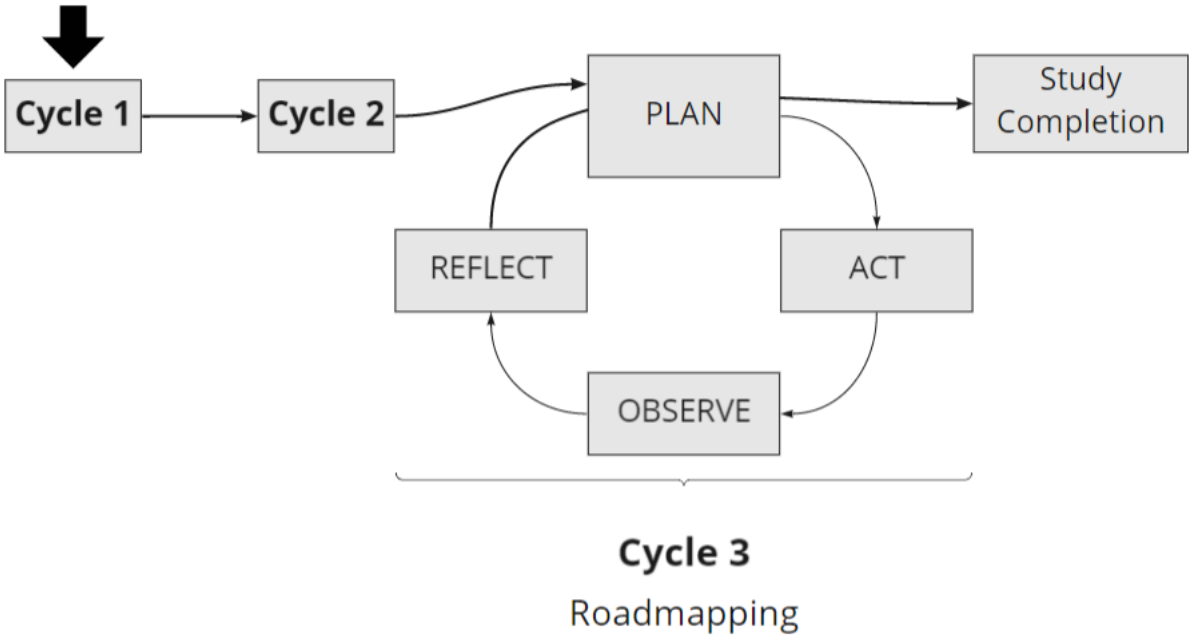 Cycle 1
Cycle 2
PLAN
Study
Completion
REFLECT
ACT
OBSERVE
Cycle 3
Roadmapping